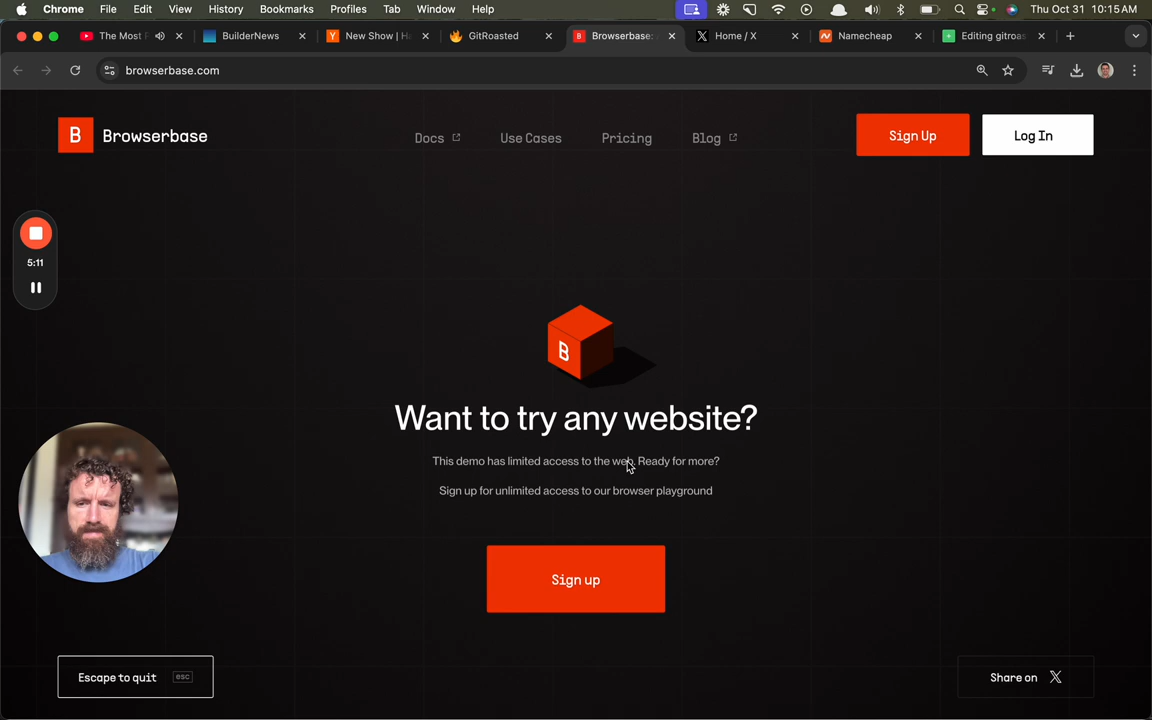 Chrome File Edit View History Bookmarks Profiles Tab Window Help Thu Oct 31 10:15 AM
The Most F BuilderNews New Show | Ha GitRoasted Browserbase: Home / X Namecheap Editing gitroas
browserbase.com
B Browserbase Docs Use Cases Pricing Blog Sign Up Log In
5:11
B
Want to try any website?
This demo has limited access to the web. Ready for more?
Sign up for unlimited access to our browser playground
Sign up
Escape to quit esc Share on X